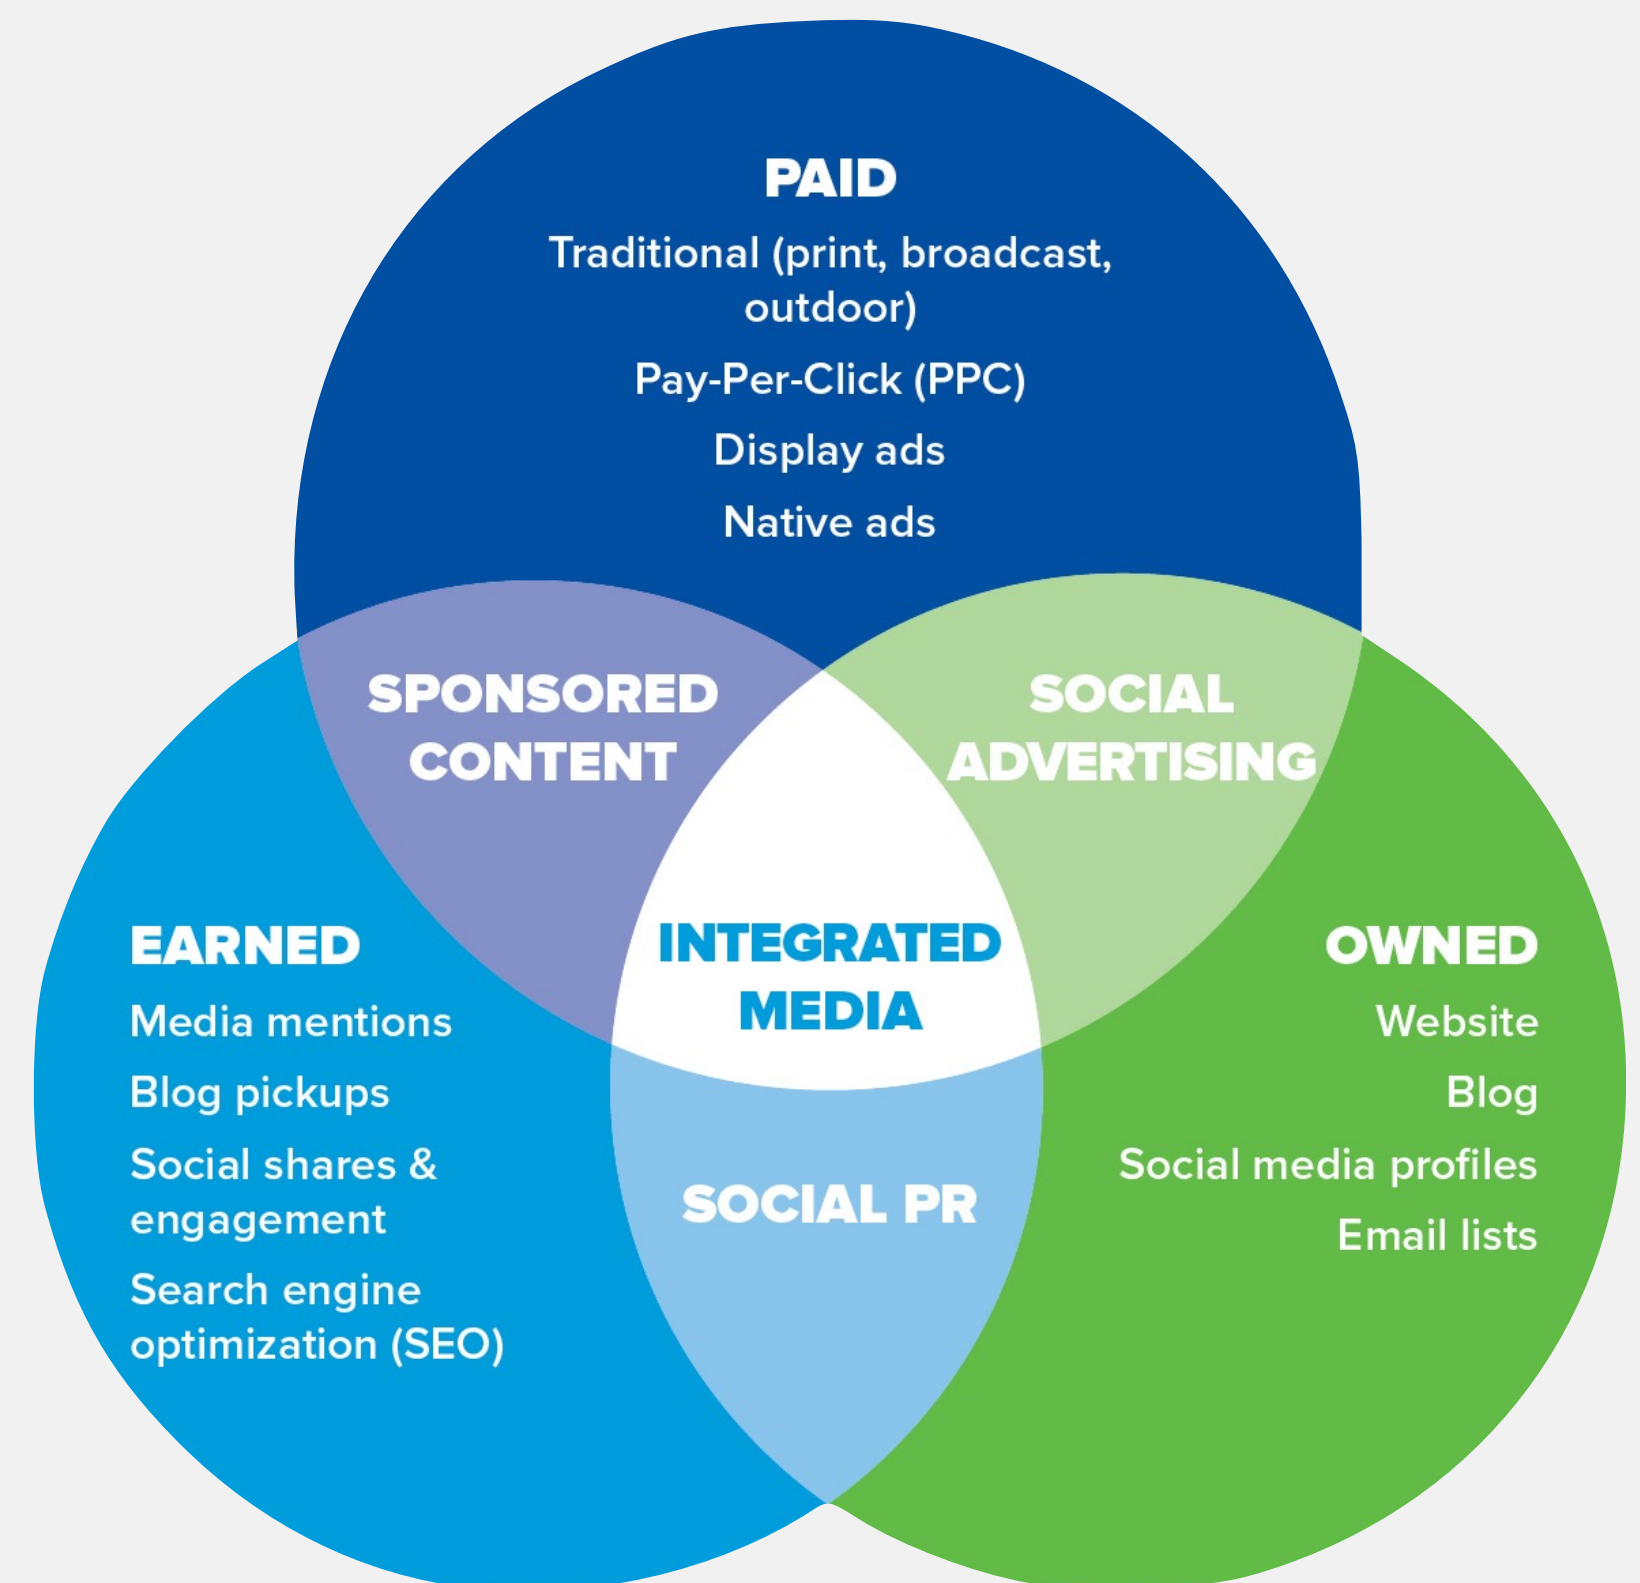 PAID
Traditional (print, broadcast,
outdoor)
Pay-Per-Click (PPC)
Display ads
Native ads
SPONSORED
CONTENT
SOCIAL
ADVERTISING
INTEGRATED
MEDIA
EARNED
Media mentions
Blog pickups
Social shares &
engagement
Search engine
optimization (SEO)
OWNED
Website
Blog
Social media profiles
Email lists
SOCIAL PR